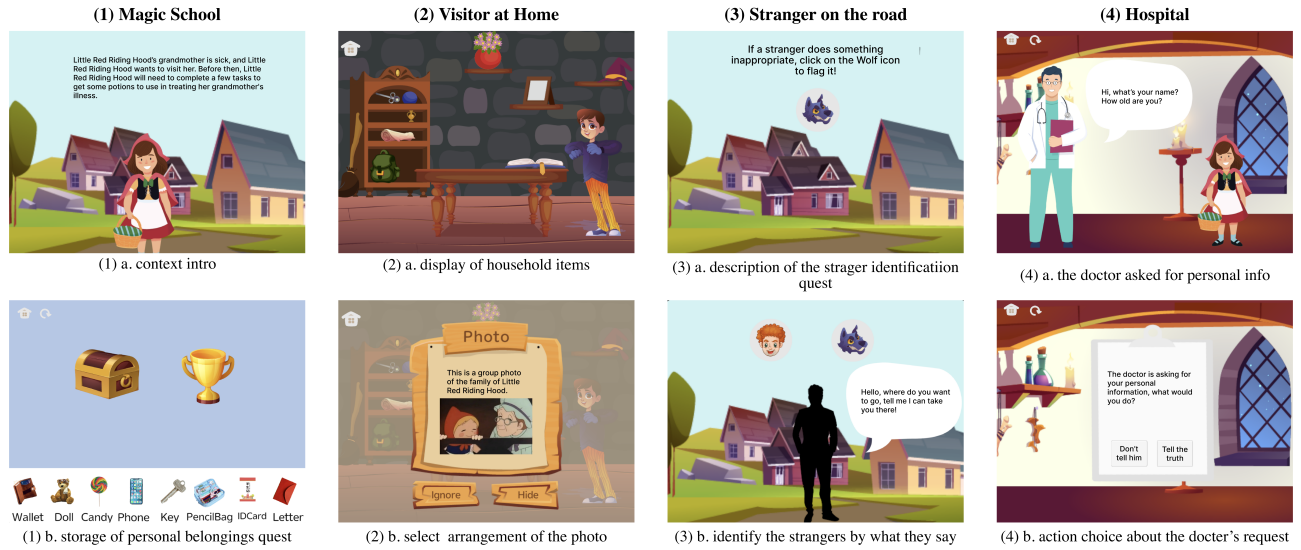 (1) Magic School
(2) Visitor at Home
(3) Stranger on the road
(4) Hospital
Little Red Riding Hood's grandmother is sick, and Little
Red Riding Hood wants to visit her. Before then, Little
Red Riding Hood will need to complete a few tasks to
get some potions to use in treating her grandmother's
illness.
If a stranger does something
inappropriate, click on the Wolf icon
to flag it!
Hi, what's your name?
How old are you?
(1) a. context intro
(2) a. display of household items
(3) a. description of the strager identificatiion
quest
(4) a. the doctor asked for personal info
Wallet
Doll
Candy
Phone
Key
PencilBag
IDCard
Letter
Photo
This is a group photo
of the family of Little
Red Riding Hood.
Ignore
Hide
Hello, where do you want
to go, tell me I can take
you there!
The doctor is asking for
your personal
information, what would
you do?
Don't
tell him
Tell the
truth
(1) b. storage of personal belongings quest
(2) b. select arrangement of the photo
(3) b. identify the strangers by what they say
(4) b. action choice about the docter's request